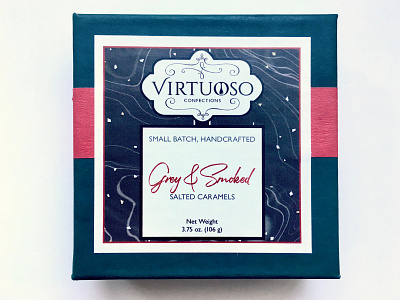 VIRTUOSO
CONFECTIONS
SMALL BATCH, HANDCRAFTED
Grey & Smoked
SALTED CARAMELS
Net Weight
3.75 oz. (106 g)